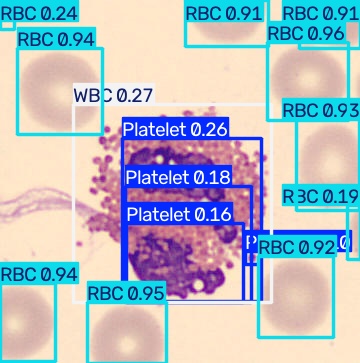 RBC 0.24
RBC 0.91
RBC 0.91
RBC 0.94
RBC 0.96
WBC 0.27
RBC 0.93
Platelet 0.26
Platelet 0.18
RBC 0.19
Platelet 0.16
RBC 0.92
RBC 0.94
RBC 0.95